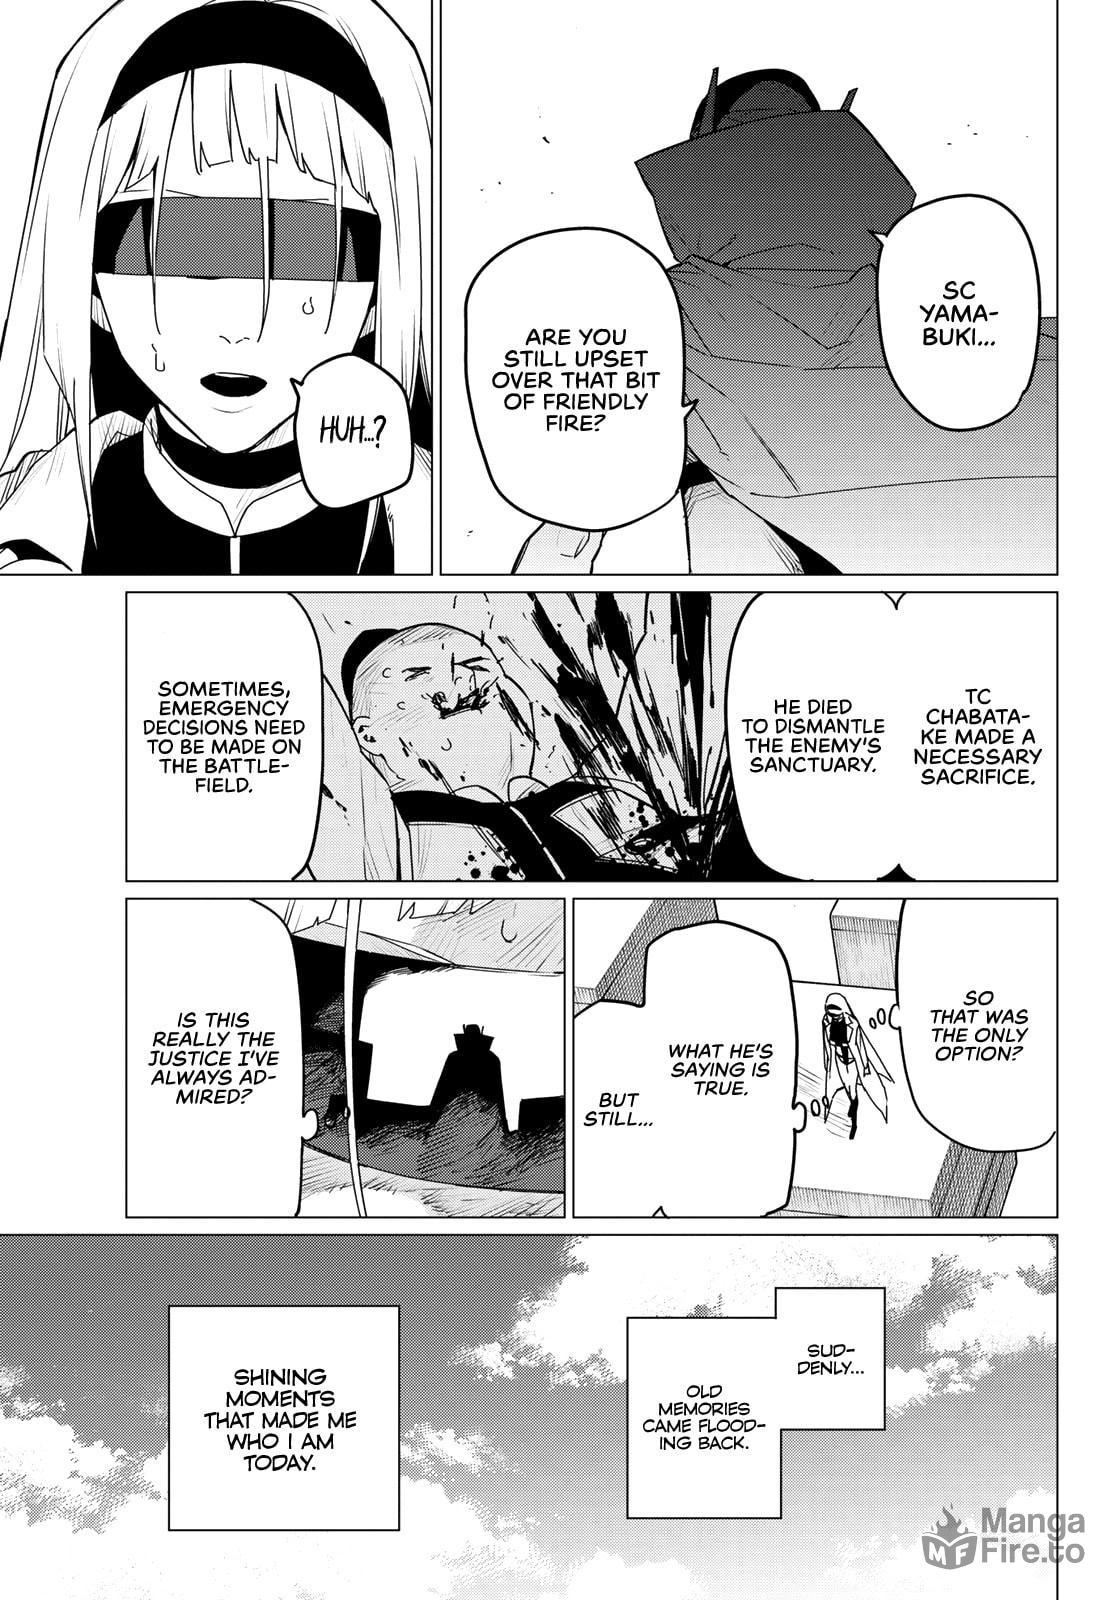 SC
YAMA-
BUKI...
ARE YOU
STILL UPSET
OVER THAT BIT
OF FRIENDLY
FIRE?
HUH...?
TC
CHABATA-
KE MADE A
NECESSARY
SACRIFICE.
HE DIED
TO DISMANTLE
THE ENEMY'S
SANCTUARY.
SOMETIMES,
EMERGENCY
DECISIONS NEED
TO BE MADE ON
THE BATTLE-
FIELD.
SO
THAT WAS
THE ONLY
OPTION?
WHAT HE'S
SAYING IS
TRUE.
BUT
STILL...
IS THIS
REALLY THE
JUSTICE I'VE
ALWAYS AD-
MIRED?
SUD-
DENLY...
OLD
MEMORIES
CAME FLOOD-
ING BACK.
SHINING
MOMENTS
THAT MADE ME
WHO I AM
TODAY.
MF
Manga
Fire.to